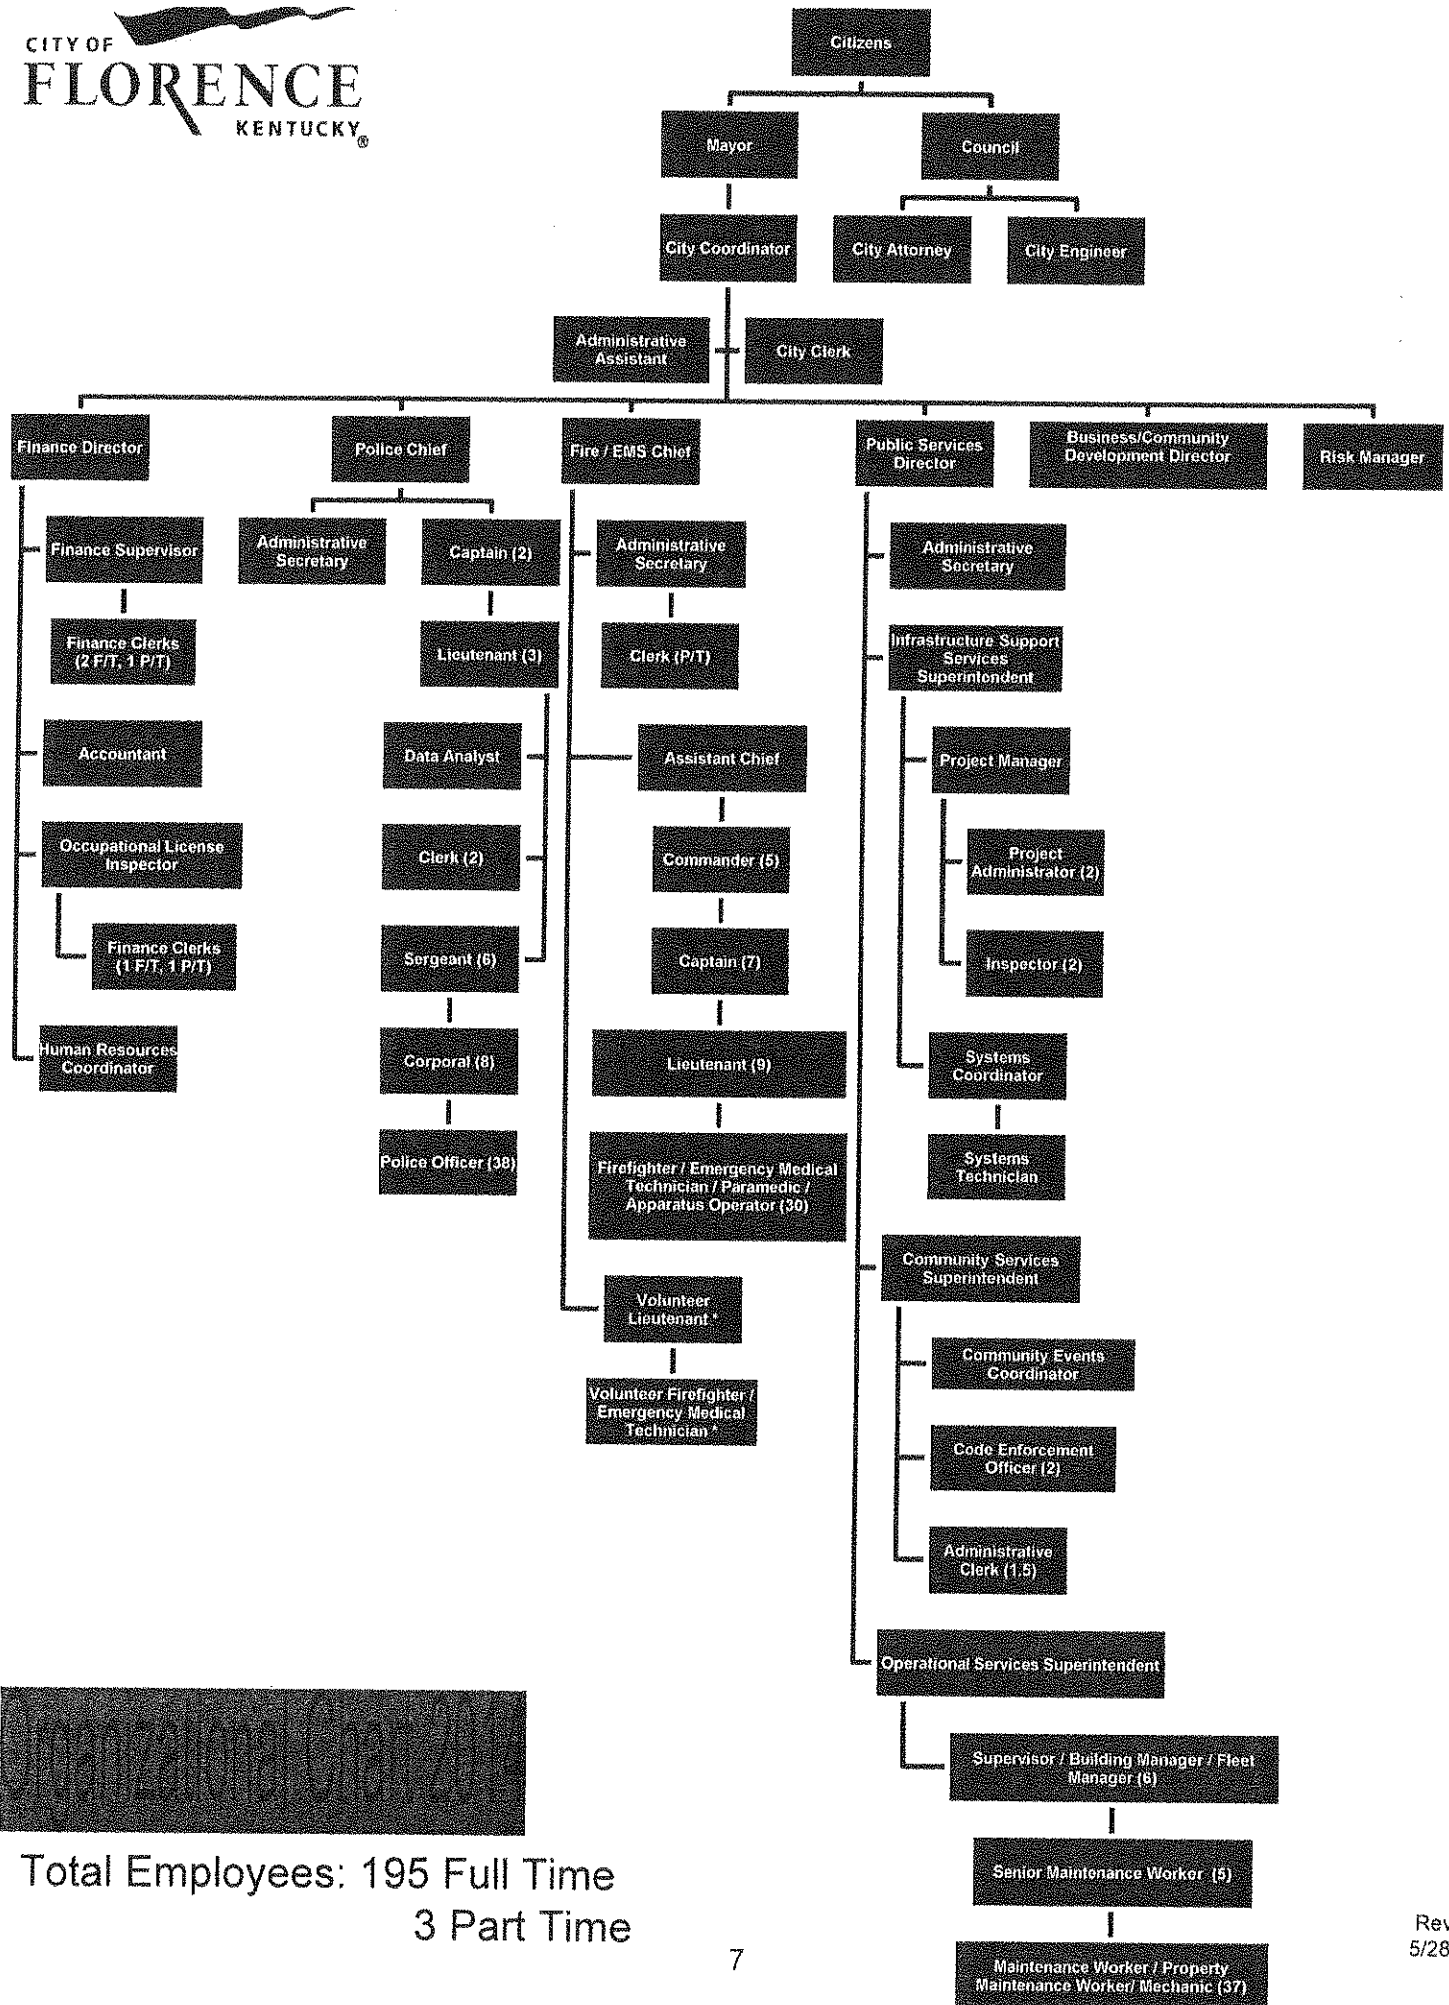 CITY OF
FLORENCE
KENTUCKY®
Citizens
Mayor
Council
City Coordinator
City Attorney
City Engineer
Administrative
Assistant
City Clerk
Finance Director
Police Chief
Fire / EMS Chief
Public Services
Director
Business/Community
Development Director
Risk Manager
Finance Supervisor
Finance Clerks
(2 F/T, 1 P/T)
Accountant
Occupational License
Inspector
Finance Clerks
(1 F/T, 1 P/T)
Human Resources
Coordinator
Administrative
Secretary
Captain (2)
Lieutenant (3)
Data Analyst
Clerk (2)
Sergeant (6)
Corporal (8)
Police Officer (38)
Administrative
Secretary
Clerk (P/T)
Assistant Chief
Commander (5)
Captain (7)
Lieutenant (9)
Firefighter / Emergency Medical
Technician / Paramedic /
Apparatus Operator (30)
Volunteer
Lieutenant *
Volunteer Firefighter /
Emergency Medical
Technician *
Administrative
Secretary
Infrastructure Support
Services
Superintendent
Project Manager
Project
Administrator (2)
Inspector (2)
Systems
Coordinator
Systems
Technician
Community Services
Superintendent
Community Events
Coordinator
Code Enforcement
Officer (2)
Administrative
Clerk (1.5)
Operational Services Superintendent
Supervisor / Building Manager / Fleet
Manager (6)
Senior Maintenance Worker (5)
Maintenance Worker / Property
Maintenance Worker/ Mechanic (37)
Organizational Chart
Total Employees: 195 Full Time
3 Part Time
7
Rev
5/28